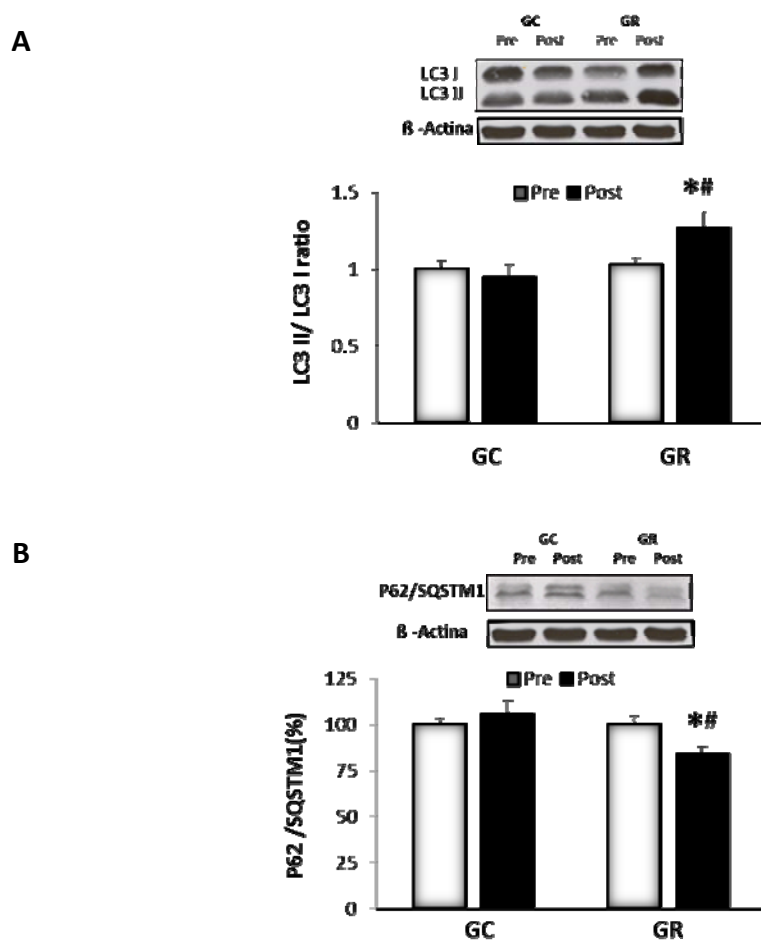 A
GC GR
Pre Post Pre Post
LC3 I
LC3 II
ß -Actina
1.5
Pre Post
*#
LC3 II/ LC3 I ratio
1
0.5
0
GC GR
B
GC GR
Pre Post Pre Post
P62/SQSTM1
ß -Actina
125
Pre Post
P62 /SQSTM1(%)
100
*#
75
50
25
0
GC GR